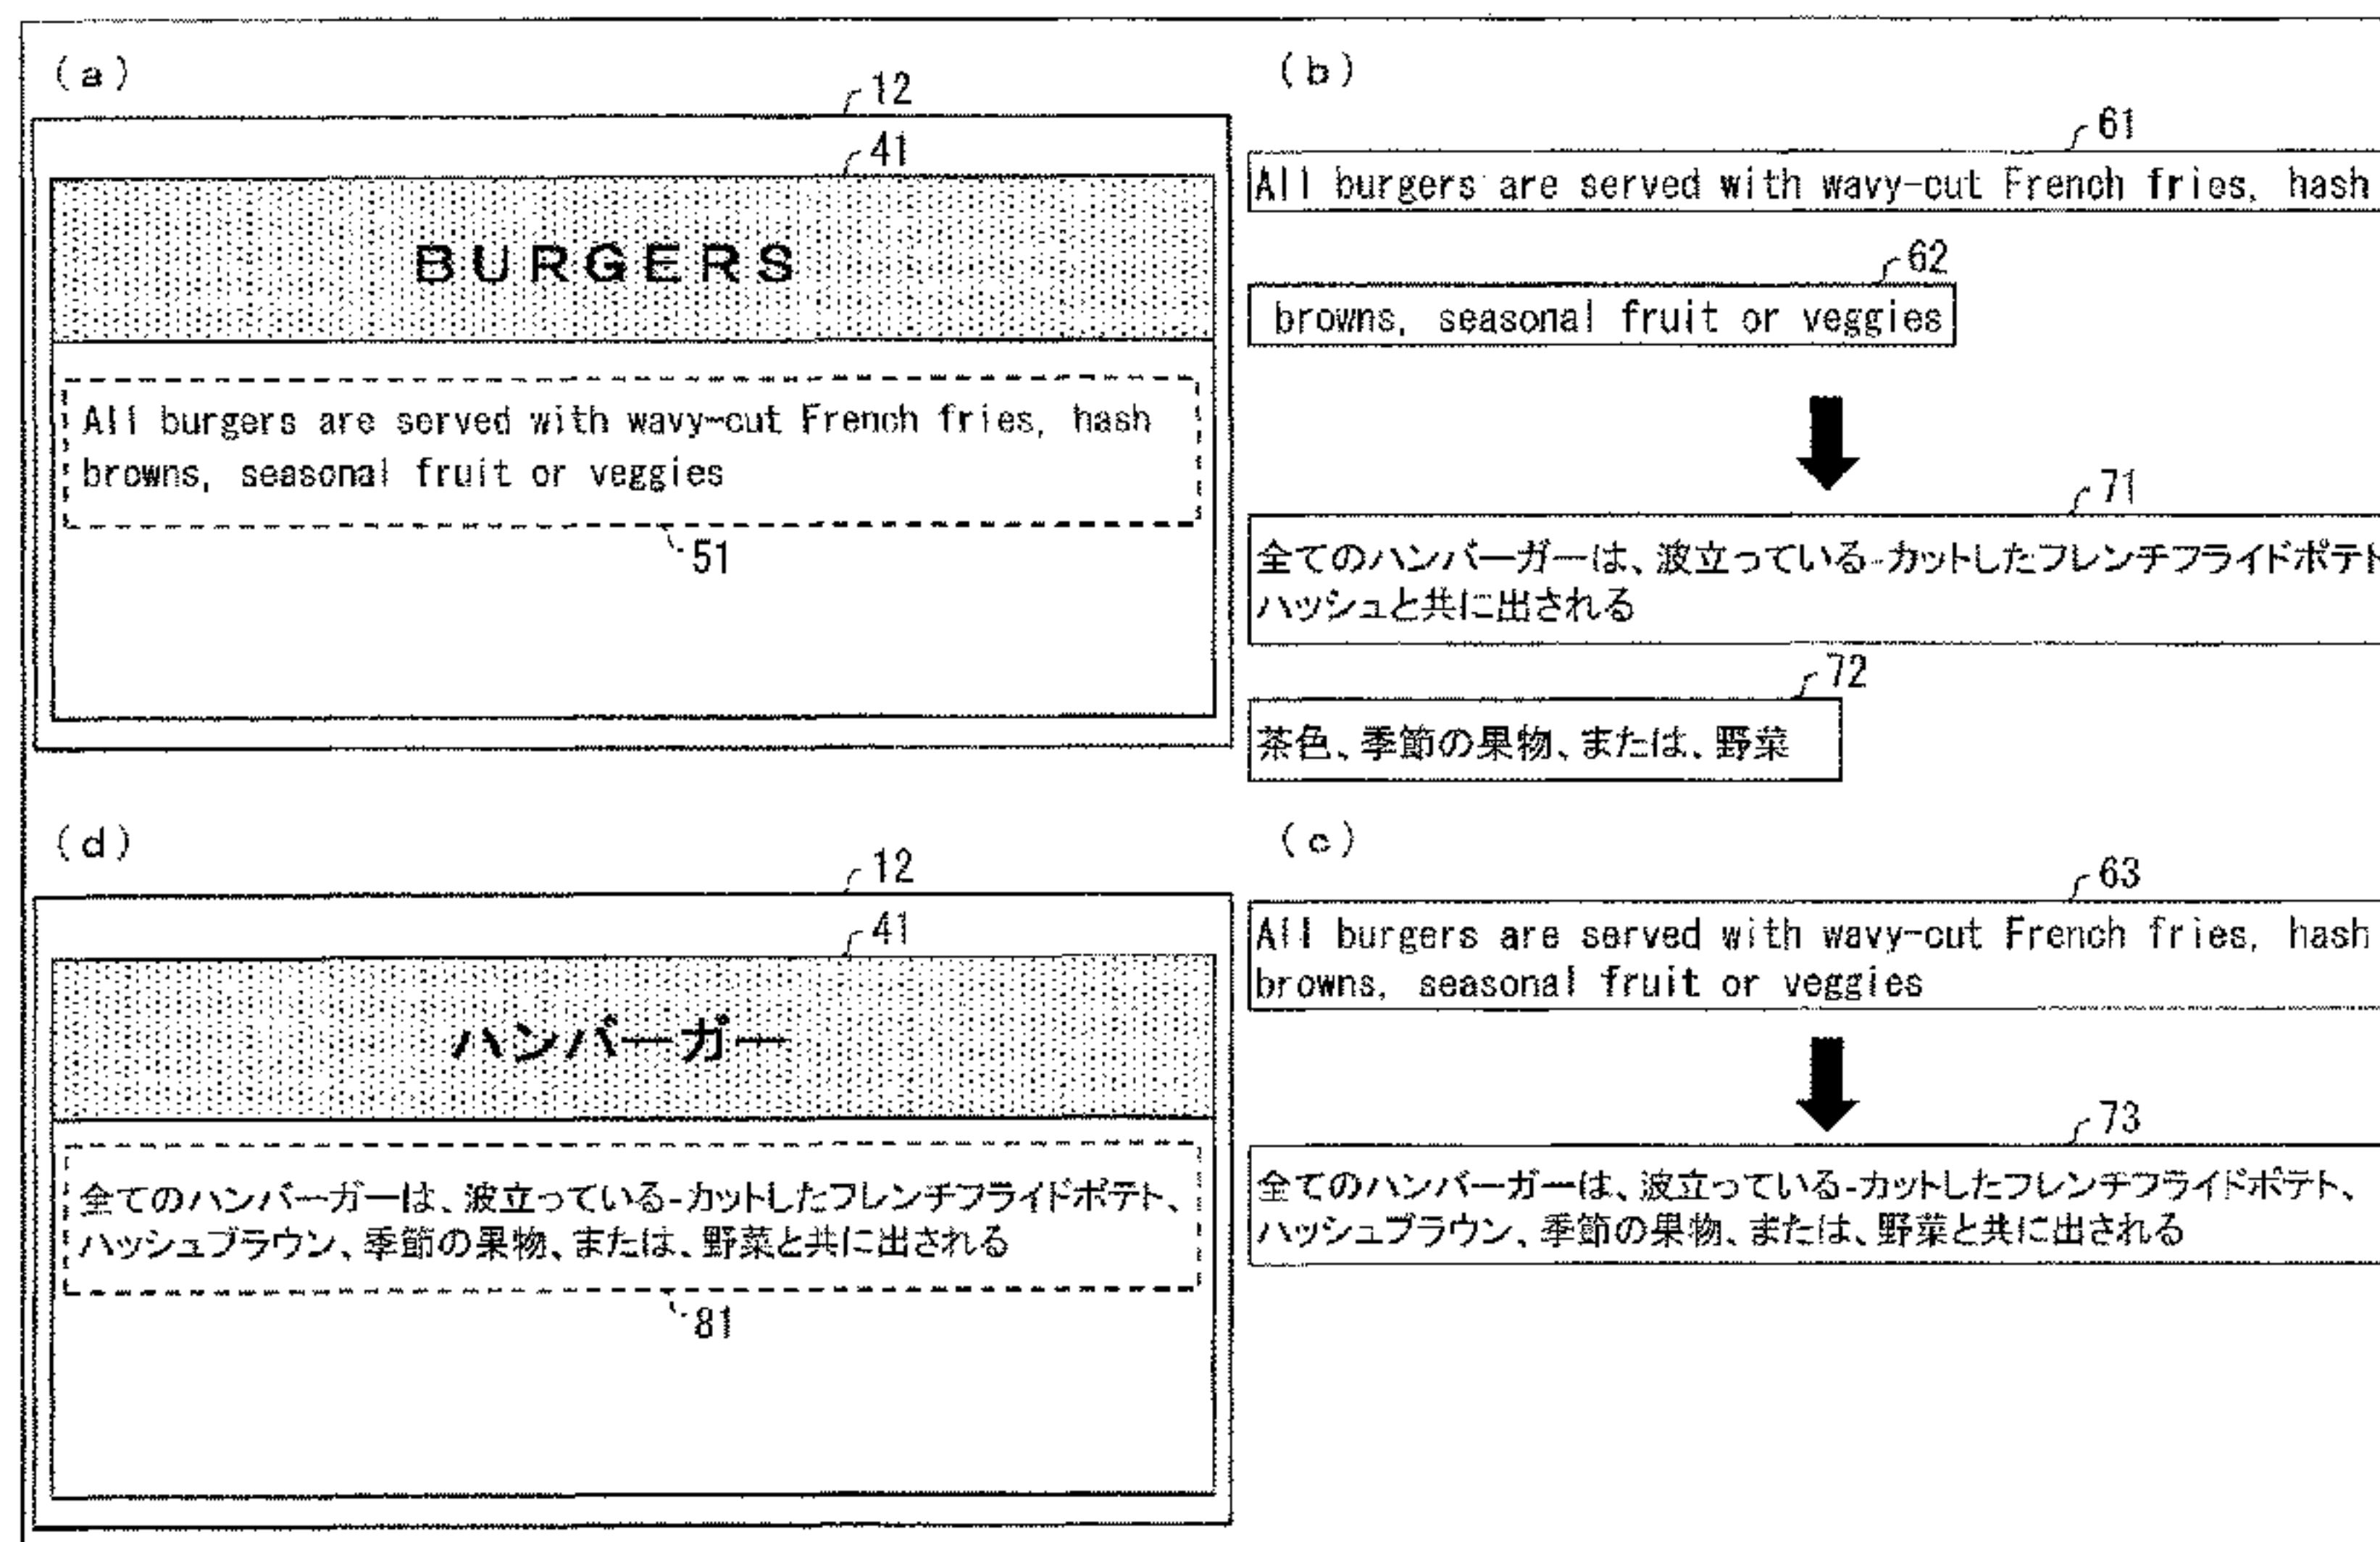 (a)
12
41
BURGERS
All burgers are served with wavy-cut French fries, hash
browns, seasonal fruit or veggies
51
(b)
61
All burgers are served with wavy-cut French fries, hash
62
browns, seasonal fruit or veggies
71
全てのハンバーガーは、波立っている-カットしたフレンチフライドポテト
ハッシュと共に出される
72
茶色、季節の果物、または、野菜
(d)
12
41
ハンバーガー
全てのハンバーガーは、波立っている-カットしたフレンチフライドポテト、
ハッシュブラウン、季節の果物、または、野菜と共に出される
81
(c)
63
All burgers are served with wavy-cut French fries, hash
browns, seasonal fruit or veggies
73
全てのハンバーガーは、波立っている-カットしたフレンチフライドポテト、
ハッシュブラウン、季節の果物、または、野菜と共に出される